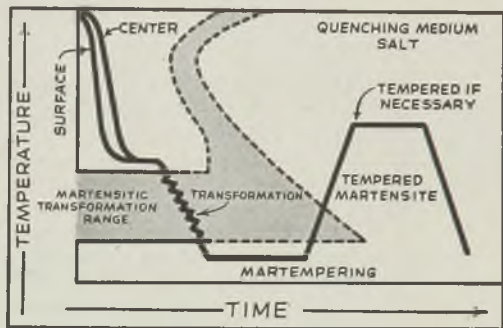 CENTER
QUENCHING MEDIUM
SALT
SURFACE
TEMPERED IF
NECESSARY
TEMPERATURE
MARTENSITIC
TRANSFORMATION
RANGE
TRANSFORMATION
TEMPERED
MARTENSITE
MARTEMPERING
TIME